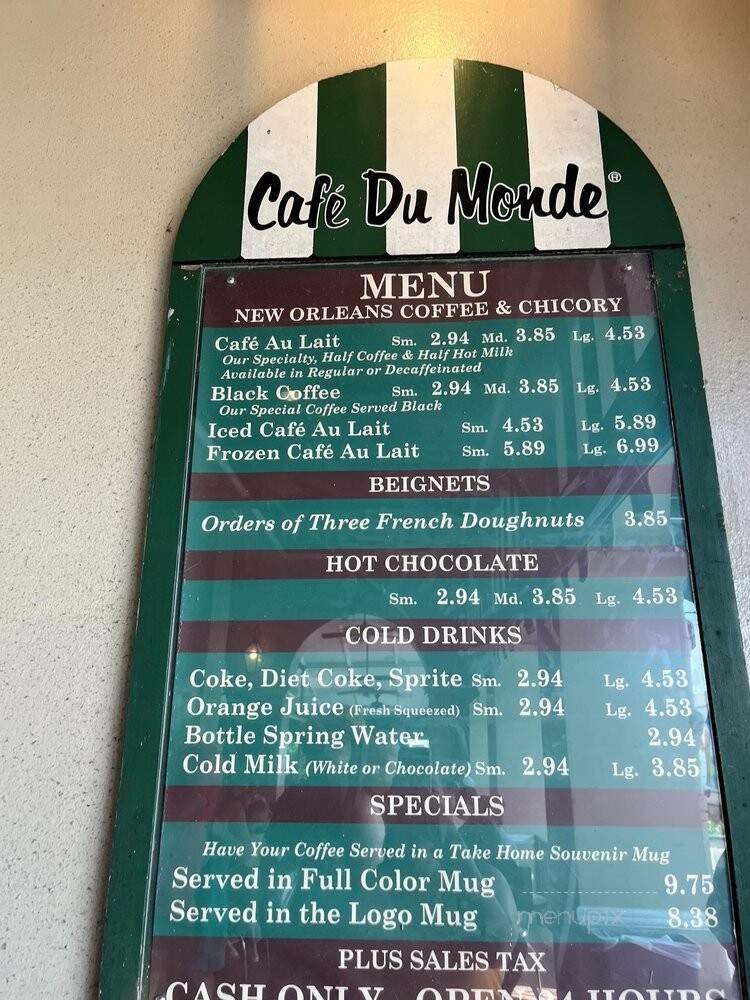 Café Du Monde®
MENU
NEW ORLEANS COFFEE & CHICORY
Café Au Lait Sm. 2.94 Md. 3.85 Lg. 4.53
Our Specialty, Half Coffee & Half Hot Milk
Available in Regular or Decaffeinated
Black Coffee Sm. 2.94 Md. 3.85 Lg. 4.53
Our Special Coffee Served Black
Iced Café Au Lait Sm. 4.53 Lg. 5.89
Frozen Café Au Lait Sm. 5.89 Lg. 6.99
BEIGNETS
Orders of Three French Doughnuts 3.85
HOT CHOCOLATE
Sm. 2.94 Md. 3.85 Lg. 4.53
COLD DRINKS
Coke, Diet Coke, Sprite Sm. 2.94 Lg. 4.53
Orange Juice (Fresh Squeezed) Sm. 2.94 Lg. 4.53
Bottle Spring Water 2.94
Cold Milk (White or Chocolate) Sm. 2.94 Lg. 3.85
SPECIALS
Have Your Coffee Served in a Take Home Souvenir Mug
Served in Full Color Mug 9.75
Served in the Logo Mug 8.38
menupix
PLUS SALES TAX
CASH ONLY OPEN 24 HOURS